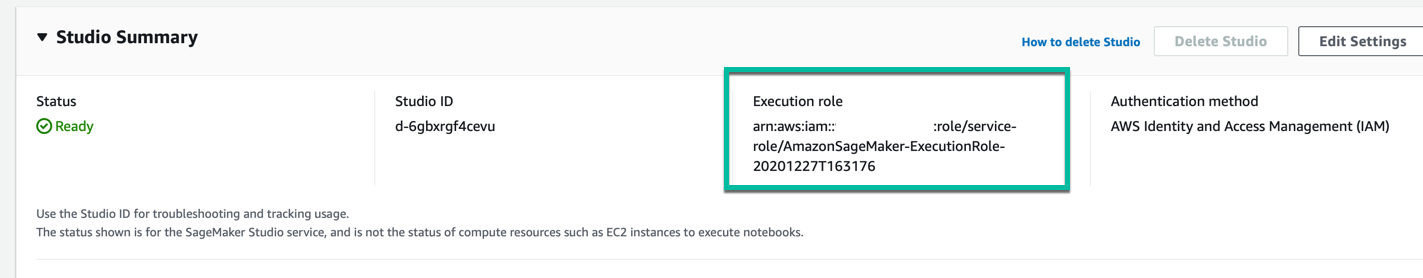 Studio Summary
How to delete Studio
Delete Studio
Edit Settings
Status
Ready
Studio ID
d-6gbxrgf4cevu
Execution role
arn:aws:iam:: :role/service-
role/AmazonSageMaker-ExecutionRole-
20201227T163176
Authentication method
AWS Identity and Access Management (IAM)
Use the Studio ID for troubleshooting and tracking usage.
The status shown is for the SageMaker Studio service, and is not the status of compute resources such as EC2 instances to execute notebooks.